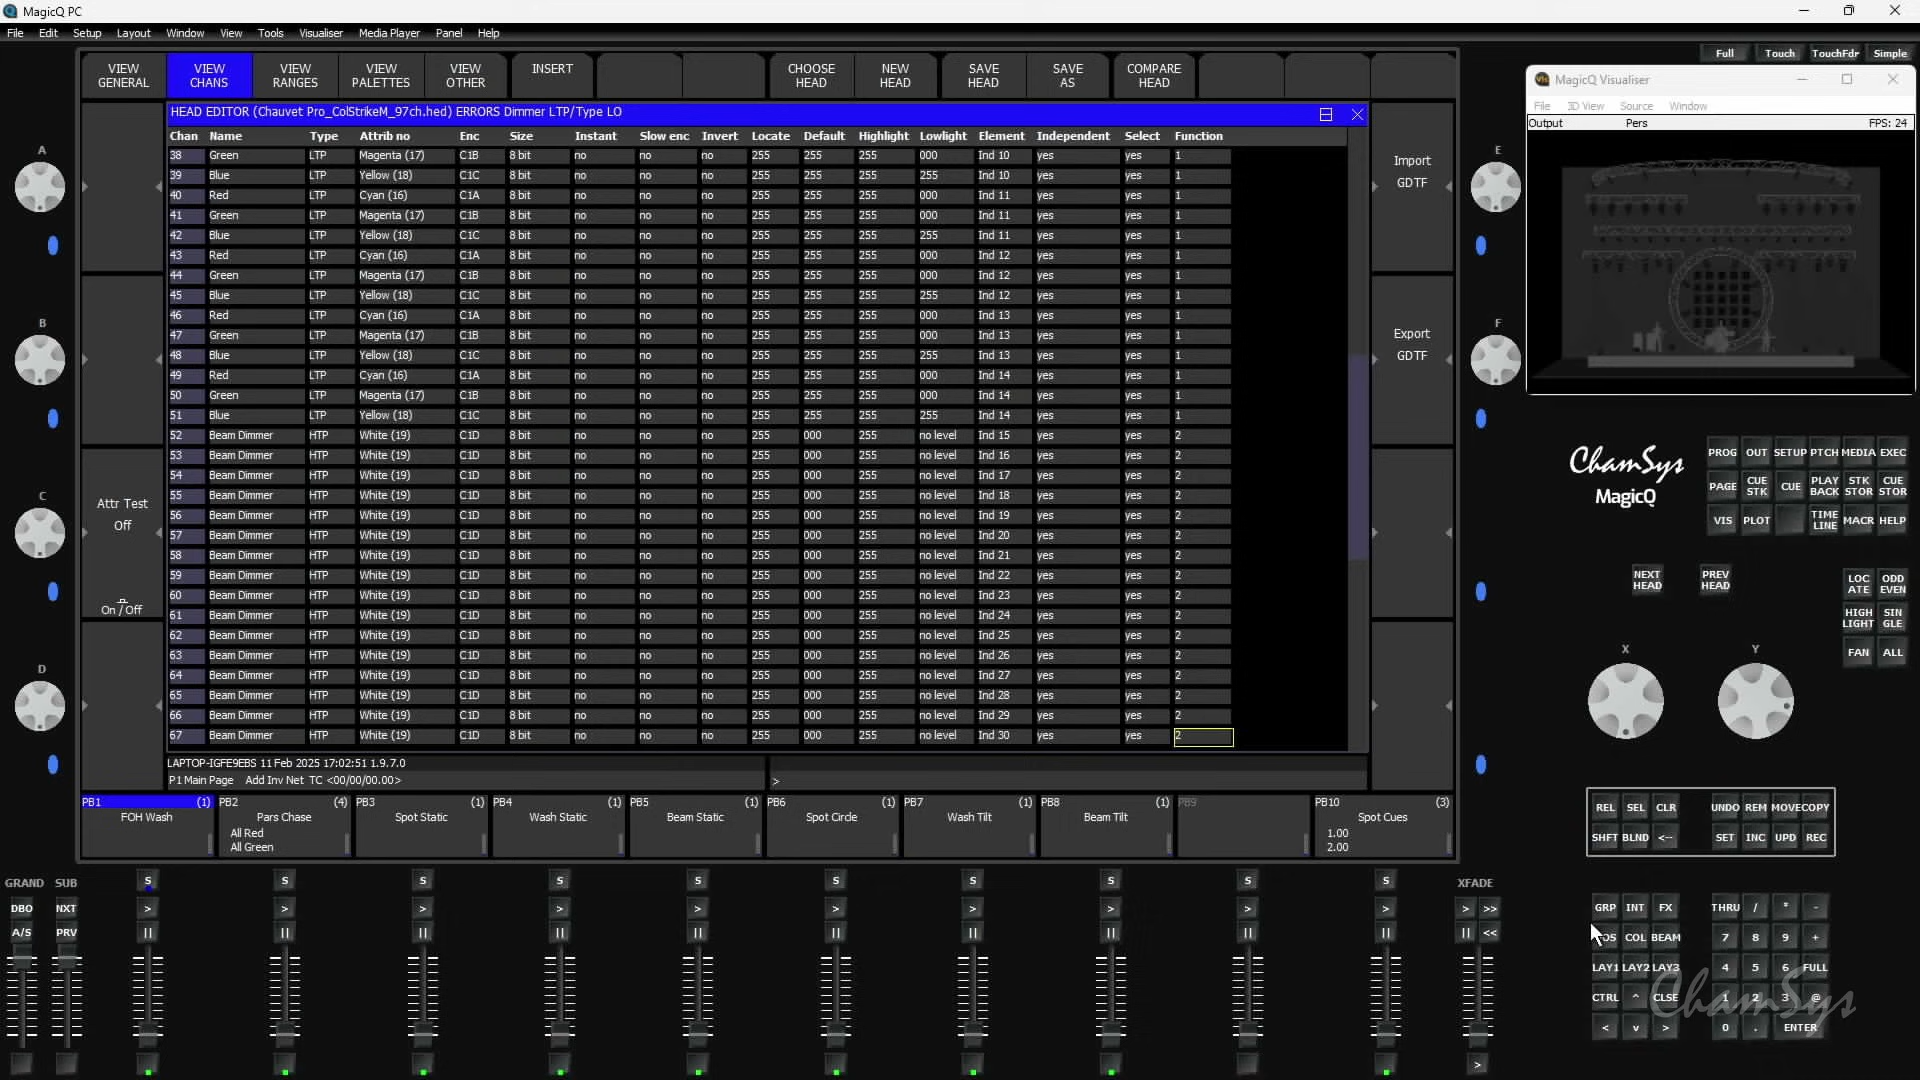 MagicQ PC
File Edit Setup Layout Window View Tools Visualiser Media Player Panel Help
Full Touch TouchFdr Simple
VIEW GENERAL VIEW CHANS VIEW RANGES VIEW PALETTES VIEW OTHER INSERT CHOOSE HEAD NEW HEAD SAVE HEAD SAVE AS COMPARE HEAD
HEAD EDITOR (Chauvet Pro_ColStrikeM_97ch.hed) ERRORS Dimmer LTP/Type LO
Chan Name Type Attrib no Enc Size Instant Slow enc Invert Locate Default Highlight Lowlight Element Independent Select Function
38 Green LTP Magenta (17) C1B 8 bit no no no 255 255 255 000 Ind 10 yes yes 1
39 Blue LTP Yellow (18) C1C 8 bit no no no 255 255 255 255 Ind 10 yes yes 1
40 Red LTP Cyan (16) C1A 8 bit no no no 255 255 255 000 Ind 11 yes yes 1
41 Green LTP Magenta (17) C1B 8 bit no no no 255 255 255 000 Ind 11 yes yes 1
42 Blue LTP Yellow (18) C1C 8 bit no no no 255 255 255 255 Ind 11 yes yes 1
43 Red LTP Cyan (16) C1A 8 bit no no no 255 255 255 000 Ind 12 yes yes 1
44 Green LTP Magenta (17) C1B 8 bit no no no 255 255 255 000 Ind 12 yes yes 1
45 Blue LTP Yellow (18) C1C 8 bit no no no 255 255 255 255 Ind 12 yes yes 1
46 Red LTP Cyan (16) C1A 8 bit no no no 255 255 255 000 Ind 13 yes yes 1
47 Green LTP Magenta (17) C1B 8 bit no no no 255 255 255 000 Ind 13 yes yes 1
48 Blue LTP Yellow (18) C1C 8 bit no no no 255 255 255 255 Ind 13 yes yes 1
49 Red LTP Cyan (16) C1A 8 bit no no no 255 255 255 000 Ind 14 yes yes 1
50 Green LTP Magenta (17) C1B 8 bit no no no 255 255 255 000 Ind 14 yes yes 1
51 Blue LTP Yellow (18) C1C 8 bit no no no 255 255 255 255 Ind 14 yes yes 1
52 Beam Dimmer HTP White (19) C1D 8 bit no no no 255 000 255 no level Ind 15 yes yes 2
53 Beam Dimmer HTP White (19) C1D 8 bit no no no 255 000 255 no level Ind 16 yes yes 2
54 Beam Dimmer HTP White (19) C1D 8 bit no no no 255 000 255 no level Ind 17 yes yes 2
55 Beam Dimmer HTP White (19) C1D 8 bit no no no 255 000 255 no level Ind 18 yes yes 2
56 Beam Dimmer HTP White (19) C1D 8 bit no no no 255 000 255 no level Ind 19 yes yes 2
57 Beam Dimmer HTP White (19) C1D 8 bit no no no 255 000 255 no level Ind 20 yes yes 2
58 Beam Dimmer HTP White (19) C1D 8 bit no no no 255 000 255 no level Ind 21 yes yes 2
59 Beam Dimmer HTP White (19) C1D 8 bit no no no 255 000 255 no level Ind 22 yes yes 2
60 Beam Dimmer HTP White (19) C1D 8 bit no no no 255 000 255 no level Ind 23 yes yes 2
61 Beam Dimmer HTP White (19) C1D 8 bit no no no 255 000 255 no level Ind 24 yes yes 2
62 Beam Dimmer HTP White (19) C1D 8 bit no no no 255 000 255 no level Ind 25 yes yes 2
63 Beam Dimmer HTP White (19) C1D 8 bit no no no 255 000 255 no level Ind 26 yes yes 2
64 Beam Dimmer HTP White (19) C1D 8 bit no no no 255 000 255 no level Ind 27 yes yes 2
65 Beam Dimmer HTP White (19) C1D 8 bit no no no 255 000 255 no level Ind 28 yes yes 2
66 Beam Dimmer HTP White (19) C1D 8 bit no no no 255 000 255 no level Ind 29 yes yes 2
67 Beam Dimmer HTP White (19) C1D 8 bit no no no 255 000 255 no level Ind 30 yes yes 2
A
B
C
D
Attr Test
Off
On / Off
Import
GDTF
Export
GDTF
E
F
LAPTOP-IGFE9EBS 11 Feb 2025 17:02:51 1.9.7.0
P1 Main Page Add Inv Net TC <00/00/00.00>
>
PB1 (1) PB2 (4) PB3 (1) PB4 (1) PB5 (1) PB6 (1) PB7 (1) PB8 (1) PB9 PB10 (3)
FOH Wash Pars Chase Spot Static Wash Static Beam Static Spot Circle Wash Tilt Beam Tilt Spot Cues
All Red 1.00
All Green 2.00
GRAND SUB S S S S S S S S S S XFADE
DBO NXT > > > > > > > > > > > >>
A/S PRV || || || || || || || || || || || <<
>
MagicQ Visualiser
File 3D View Source Window
Output Pers FPS: 24
ChamSys
MagicQ
PROG OUT SETUP PTCH MEDIA EXEC
PAGE CUE STK CUE PLAY BACK STK STOR CUE STOR
VIS PLOT TIME LINE MACR HELP
NEXT HEAD PREV HEAD
LOC ATE ODD EVEN
HIGH LIGHT SIN GLE
FAN ALL
X Y
REL SEL CLR UNDO REM MOVE COPY
SHFT BLND <-- SET INC UPD REC
GRP INT FX THRU / * -
COL BEAM 7 8 9 +
LAY1 LAY2 LAY3 4 5 6 FULL
CTRL ^ CLSE 1 2 3 @
< v > 0 . ENTER
ChamSys